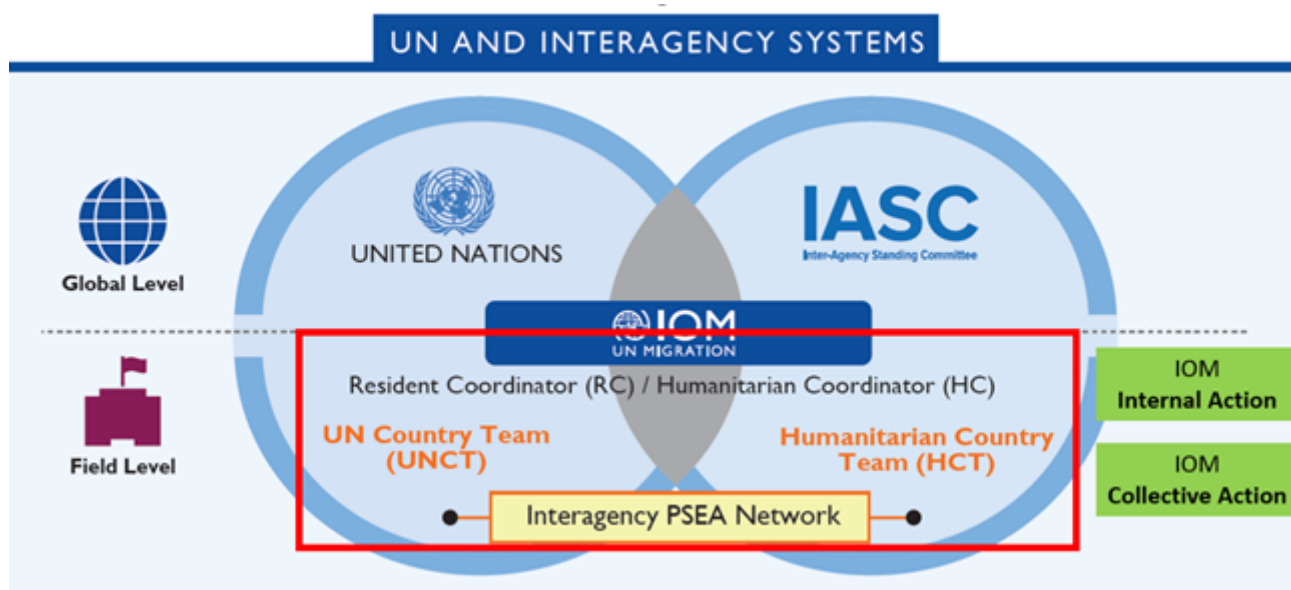 UN AND INTERAGENCY SYSTEMS
UNITED NATIONS
IASC
Inter-Agency Standing Committee
Global Level
IOM
UN MIGRATION
Resident Coordinator (RC) / Humanitarian Coordinator (HC)
UN Country Team
(UNCT)
Humanitarian Country
Team (HCT)
Field Level
Interagency PSEA Network
IOM
Internal Action
IOM
Collective Action